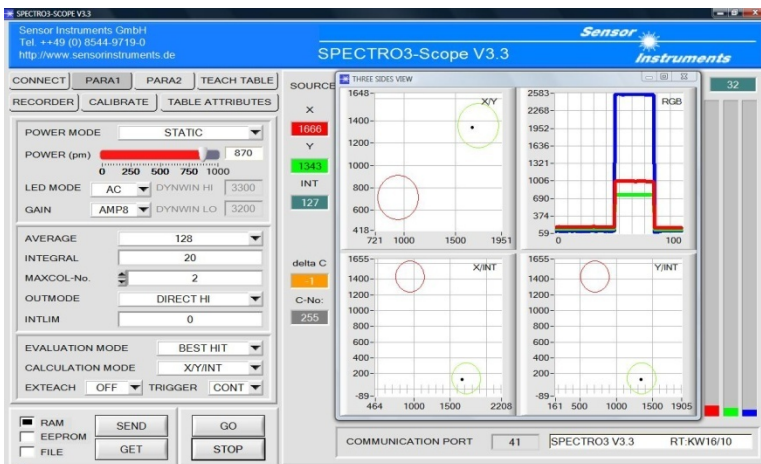 SPECTRO3-SCOPE V3.3
Sensor Instruments GmbH
Tel. ++49 (0) 8544-9719-0
http://www.sensorinstruments.de
SPECTRO3-Scope V3.3
Sensor
Instruments
CONNECT PARA1 PARA2 TEACH TABLE
RECORDER CALIBRATE TABLE ATTRIBUTES
POWER MODE STATIC
POWER (pm) 870
0 250 500 750 1000
LED MODE AC DYNWIN HI 3300
GAIN AMP8 DYNWIN LO 3200
AVERAGE 128
INTEGRAL 20
MAXCOL-No. 2
OUTMODE DIRECT HI
INTLIM 0
EVALUATION MODE BEST HIT
CALCULATION MODE X/Y/INT
EXTEACH OFF TRIGGER CONT
RAM
EEPROM
FILE
SEND GO
GET STOP
SOURCE
X
1666
Y
1343
INT
127
delta C
-1
C-No:
255
THREE SIDES VIEW
X/Y
1648-
1400-
1200-
1000-
800-
600-
418-
721 1000 1500 1951
RGB
2583-
2268-
1952-
1636-
1321-
1006-
690-
374-
59-
0 100
X/INT
1655-
1400-
1200-
1000-
800-
600-
400-
200-
-89-
464 1000 1500 2208
Y/INT
1655-
1400-
1200-
1000-
800-
600-
400-
200-
-89-
161 500 1000 1500 1905
32
COMMUNICATION PORT 41 SPECTRO3 V3.3 RT:KW16/10